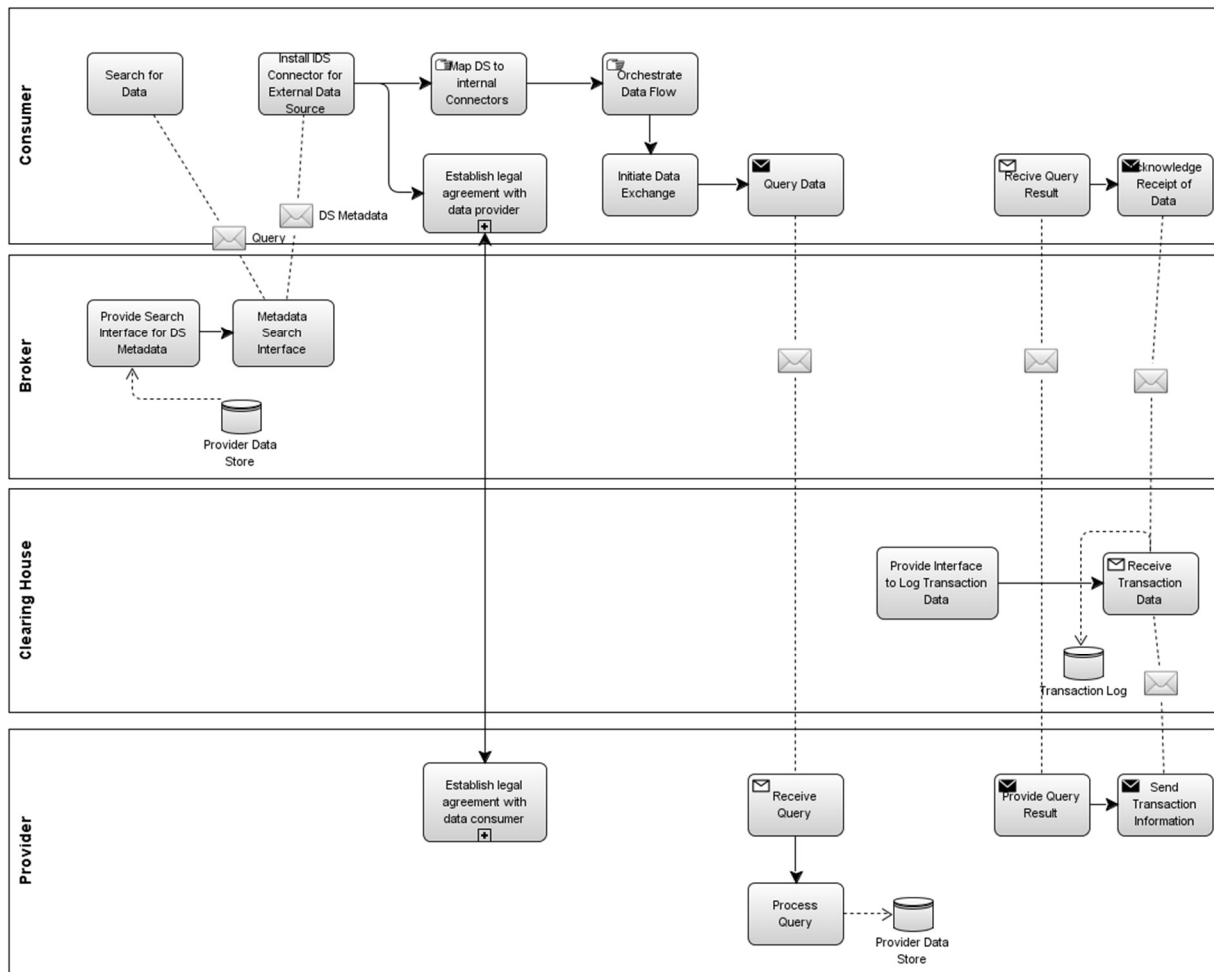 Consumer
Search for
Data
Install IDS
Connector for
External Data
Source
Map DS to
internal
Connectors
Orchestrate
Data Flow
Establish legal
agreement with
data provider
Initiate Data
Exchange
Query Data
Recive Query
Result
cknowledge
Receipt of
Data
DS Metadata
Query
Broker
Provide Search
Interface for DS
Metadata
Metadata
Search
Interface
Provider Data
Store
Clearing House
Provide Interface
to Log Transaction
Data
Receive
Transaction
Data
Transaction Log
Provider
Establish legal
agreement with
data consumer
Receive
Query
Provide Query
Result
Send
Transaction
Information
Process
Query
Provider Data
Store